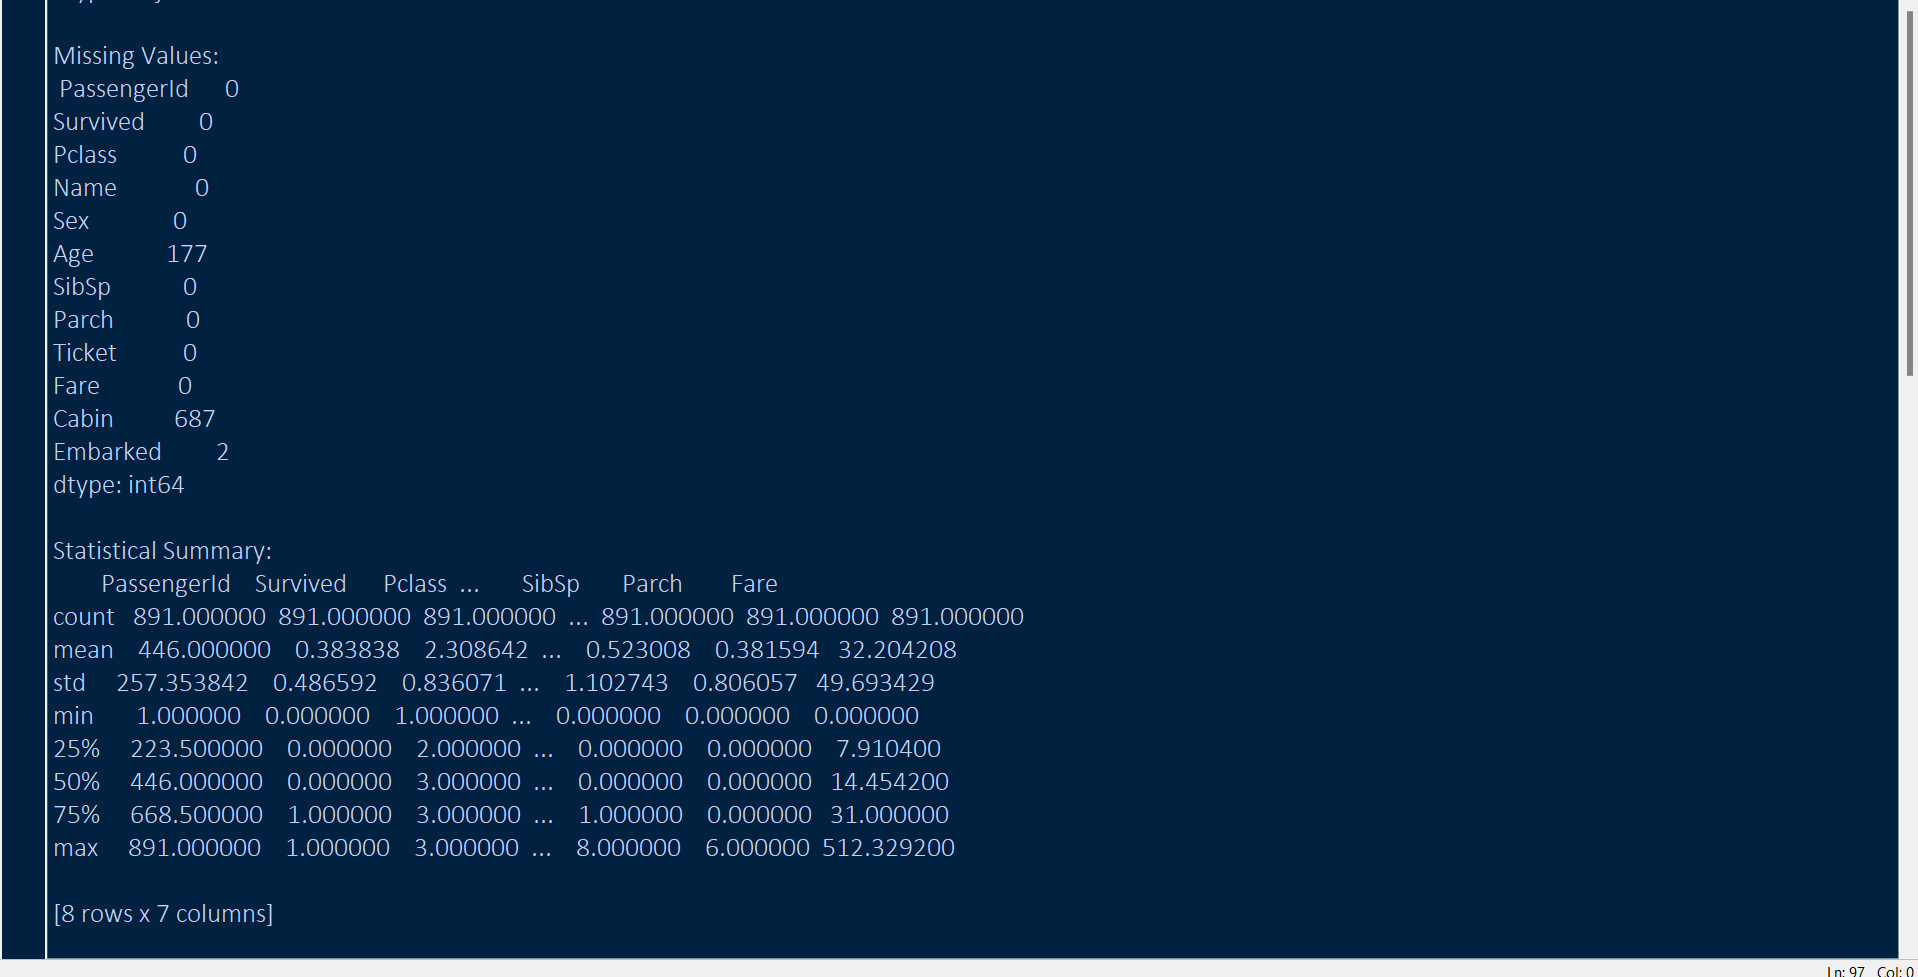 Missing Values:
PassengerId 0
Survived 0
Pclass 0
Name 0
Sex 0
Age 177
SibSp 0
Parch 0
Ticket 0
Fare 0
Cabin 687
Embarked 2
dtype: int64
Statistical Summary:
PassengerId Survived Pclass ... SibSp Parch Fare
count 891.000000 891.000000 891.000000 ... 891.000000 891.000000 891.000000
mean 446.000000 0.383838 2.308642 ... 0.523008 0.381594 32.204208
std 257.353842 0.486592 0.836071 ... 1.102743 0.806057 49.693429
min 1.000000 0.000000 1.000000 ... 0.000000 0.000000 0.000000
25% 223.500000 0.000000 2.000000 ... 0.000000 0.000000 7.910400
50% 446.000000 0.000000 3.000000 ... 0.000000 0.000000 14.454200
75% 668.500000 1.000000 3.000000 ... 1.000000 0.000000 31.000000
max 891.000000 1.000000 3.000000 ... 8.000000 6.000000 512.329200
[8 rows x 7 columns]
Ln: 97 Col: 0